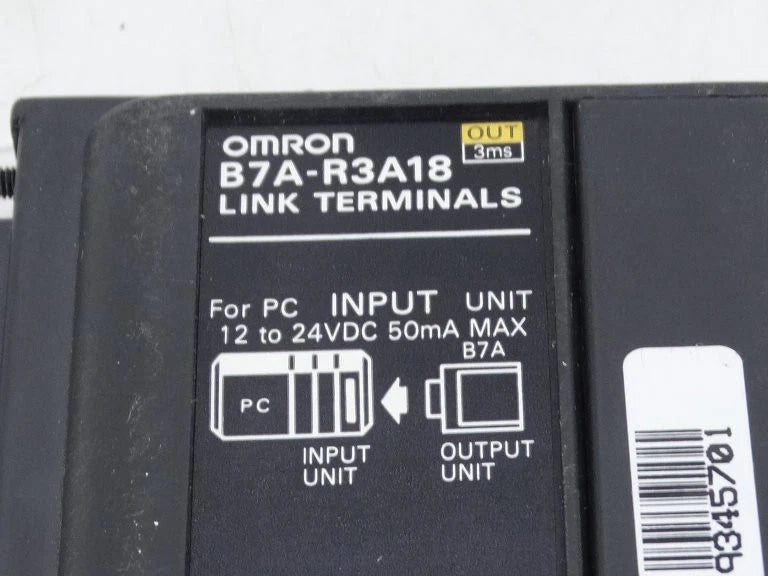 OMRON
OUT
3ms
B7A-R3A18
LINK TERMINALS
For PC INPUT UNIT
12 to 24VDC 50mA MAX
B7A
PC
INPUT
UNIT
OUTPUT
UNIT
9345701